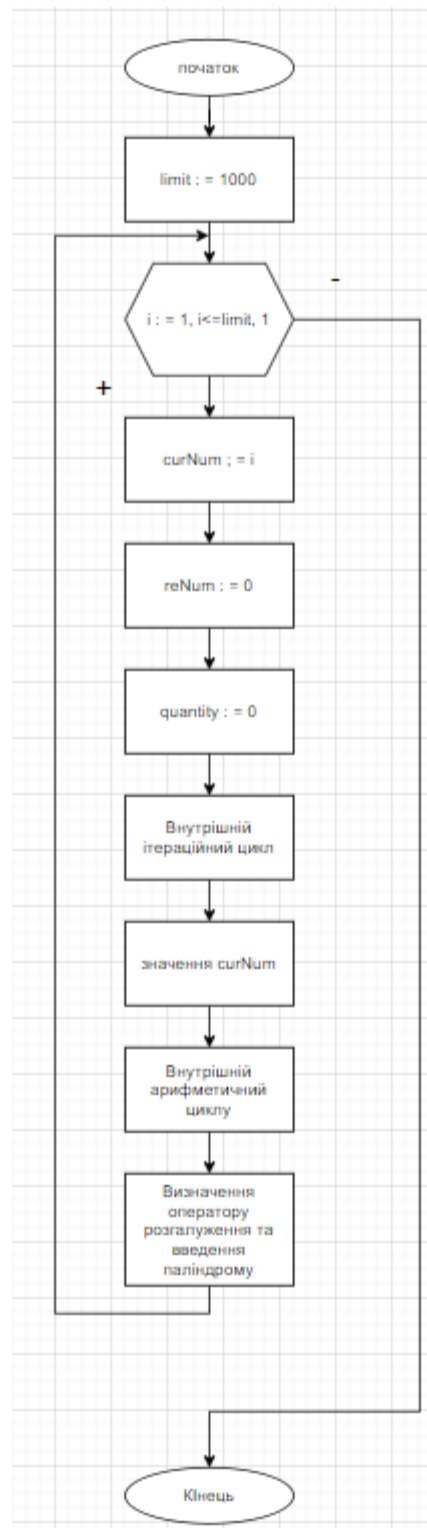 початок
limit : = 1000
-
i : = 1, i<=limit, 1
+
curNum ; = i
reNum : = 0
quantity : = 0
Внутрішній
ітераційний цикл
значення curNum
Внутрішній
арифметичний
циклу
Визначення
оператору
розгалуження та
введення
паліндрому
КІнець